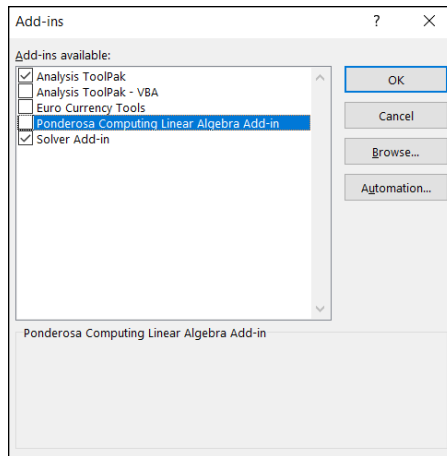 Add-ins
?
Add-ins available:
Analysis ToolPak
Analysis ToolPak - VBA
Euro Currency Tools
Ponderosa Computing Linear Algebra Add-in
Solver Add-in
OK
Cancel
Browse...
Automation...
Ponderosa Computing Linear Algebra Add-in